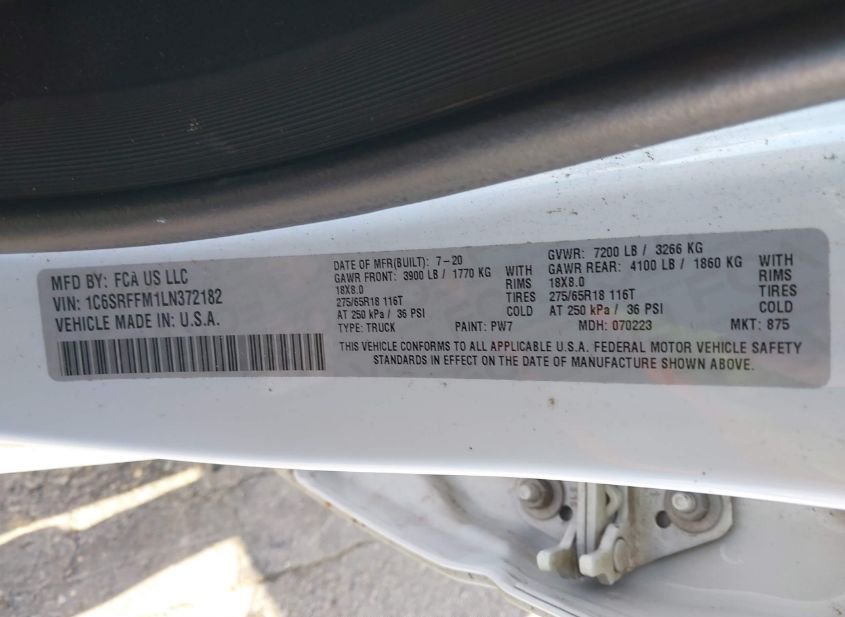 MFD BY: FCA US LLC
VIN: 1C6SRFFM1LN372182
VEHICLE MADE IN: U.S.A.
DATE OF MFR(BUILT): 7-20
GAWR FRONT: 3900 LB / 1770 KG WITH
18X8.0 RIMS
275/65R18 116T TIRES
AT 250 kPa / 36 PSI COLD
TYPE: TRUCK PAINT: PW7
GVWR: 7200 LB / 3266 KG
GAWR REAR: 4100 LB / 1860 KG WITH
18X8.0 RIMS
275/65R18 116T TIRES
AT 250 kPa / 36 PSI COLD
MDH: 070223 MKT: 875
THIS VEHICLE CONFORMS TO ALL APPLICABLE U.S.A. FEDERAL MOTOR VEHICLE SAFETY
STANDARDS IN EFFECT ON THE DATE OF MANUFACTURE SHOWN ABOVE.